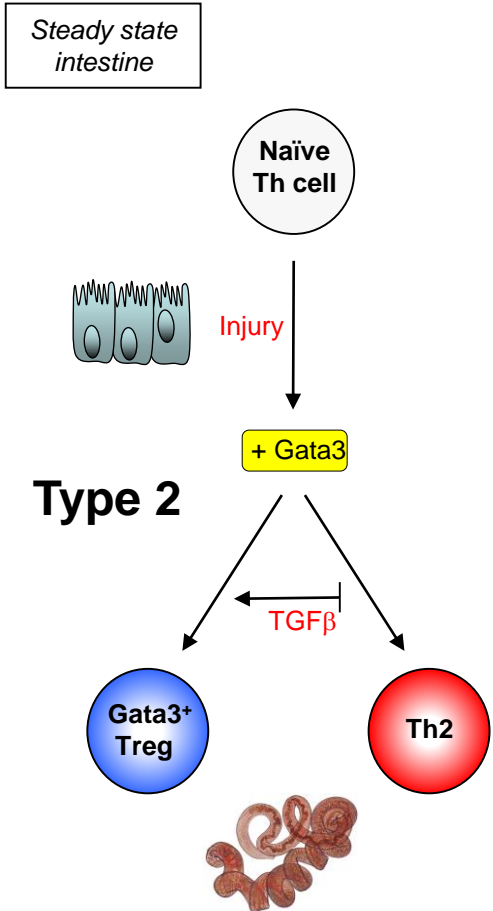 Steady state
intestine
Naïve
Th cell
Injury
+ Gata3
Type 2
TGFβ
Gata3⁺
Treg
Th2